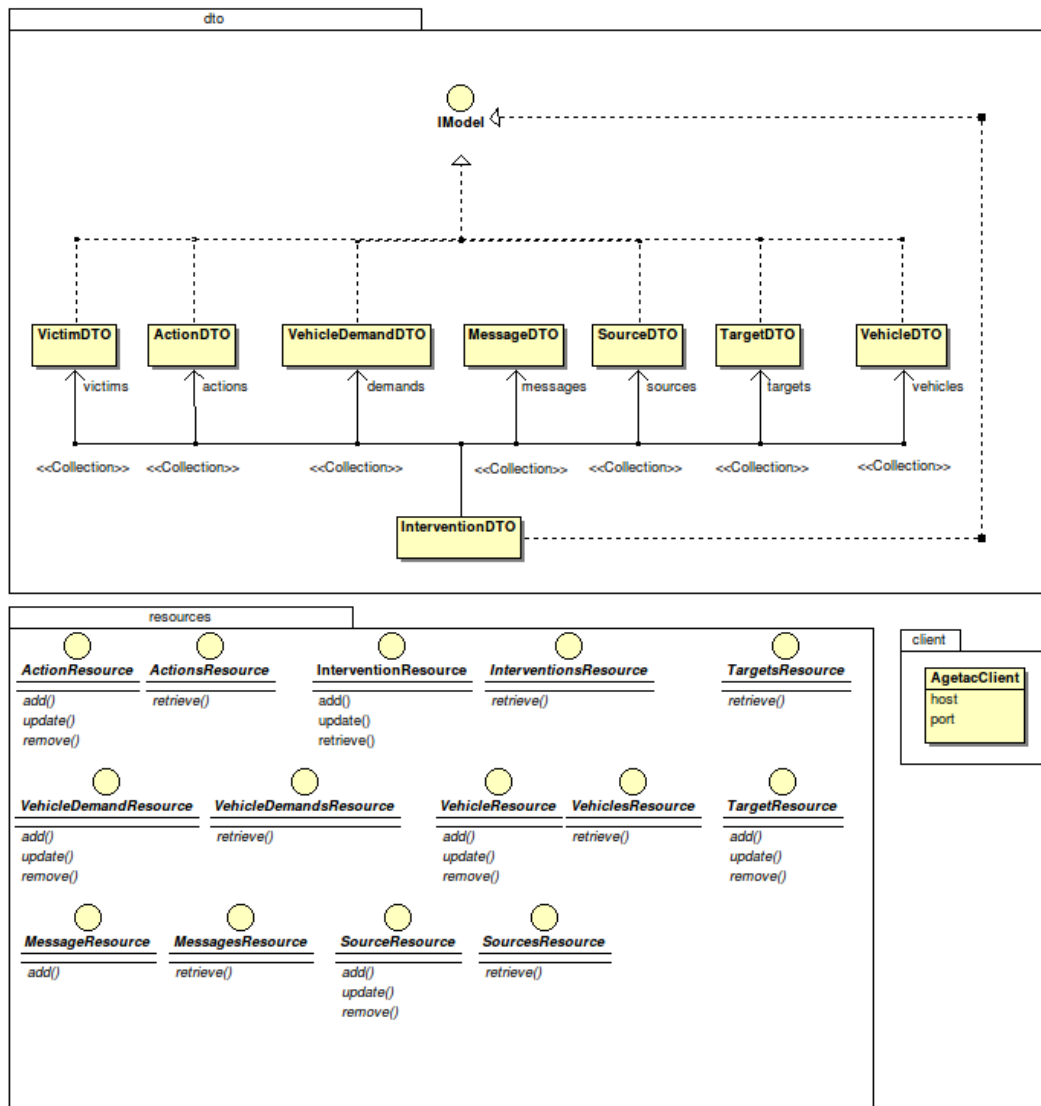 dto
IModel
VictimDTO ActionDTO VehicleDemandDTO MessageDTO SourceDTO TargetDTO VehicleDTO
victims actions demands messages sources targets vehicles
<<Collection>> <<Collection>> <<Collection>> <<Collection>> <<Collection>> <<Collection>> <<Collection>>
InterventionDTO
resources
ActionResource ActionsResource InterventionResource InterventionsResource TargetsResource
add() retrieve() add() retrieve() retrieve()
update() update()
remove() retrieve()
VehicleDemandResource VehicleDemandsResource VehicleResource VehiclesResource TargetResource
add() retrieve() add() retrieve() add()
update() update() update()
remove() remove() remove()
MessageResource MessagesResource SourceResource SourcesResource
add() retrieve() add() retrieve()
update()
remove()
client
AgetacClient
host
port